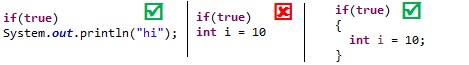 if(true)
System.out.println("hi");
if(true)
int i = 10
if(true)
{
int i = 10;
}